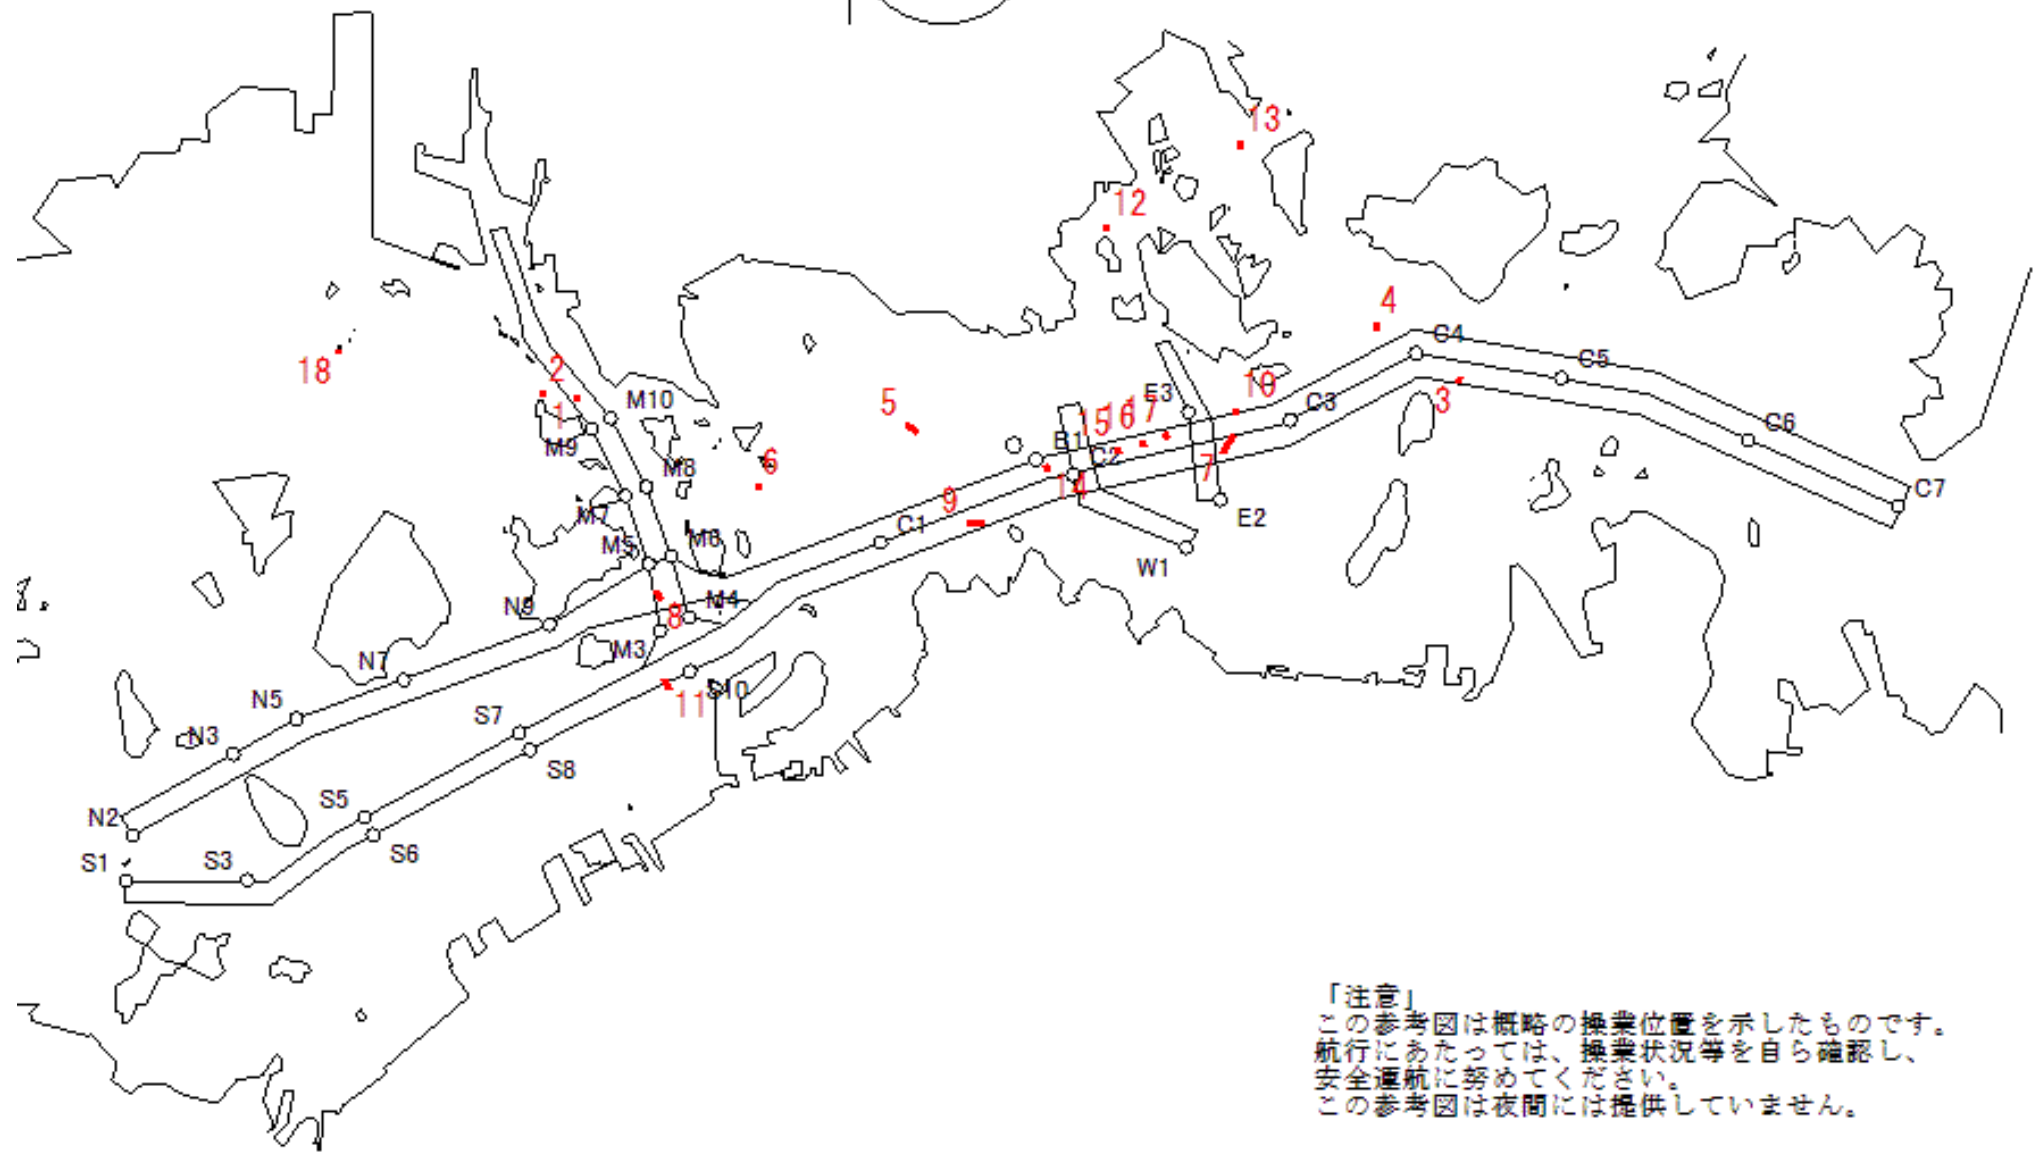 13
12
4
C4
C5
18
2
1
M10
M9
5
E3
10
C3
3
15
16
17
B1
C2
C6
6
M8
7
14
9
C7
E2
M7
M5
M6
C1
W1
N9
M4
8
M3
N7
11
S10
N5
S7
N3
S8
N2
S5
S1
S3
S6
「注意」
この参考図は概略の操業位置を示したものです。
航行にあたっては、操業状況等を自ら確認し、
安全運航に努めてください。
この参考図は夜間には提供していません。